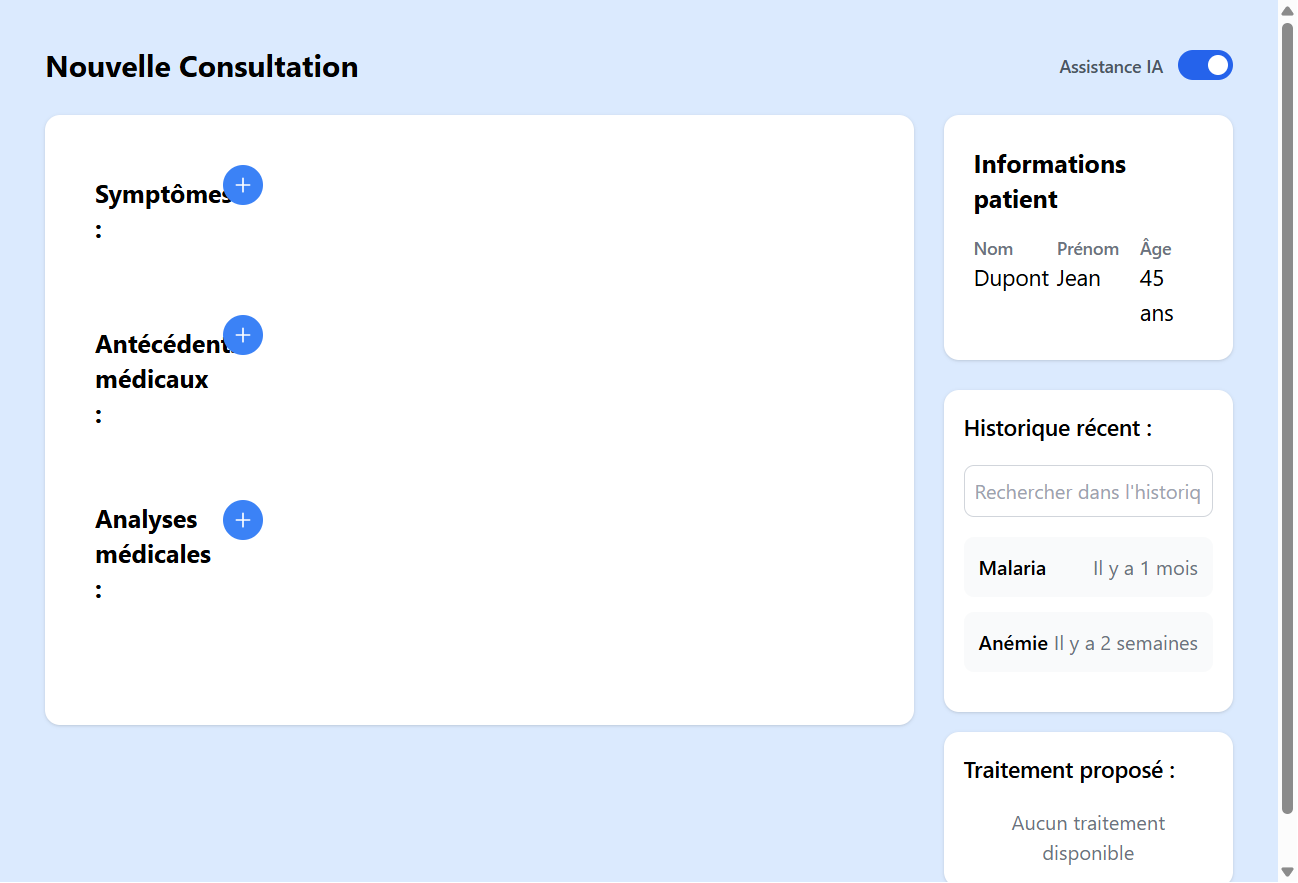 Nouvelle Consultation
Assistance IA
Symptômes
:
Antécédent
médicaux
:
Analyses
médicales
:
Informations
patient
Nom Prénom Âge
Dupont Jean 45
ans
Historique récent :
Rechercher dans l'historiq
Malaria Il y a 1 mois
Anémie Il y a 2 semaines
Traitement proposé :
Aucun traitement
disponible